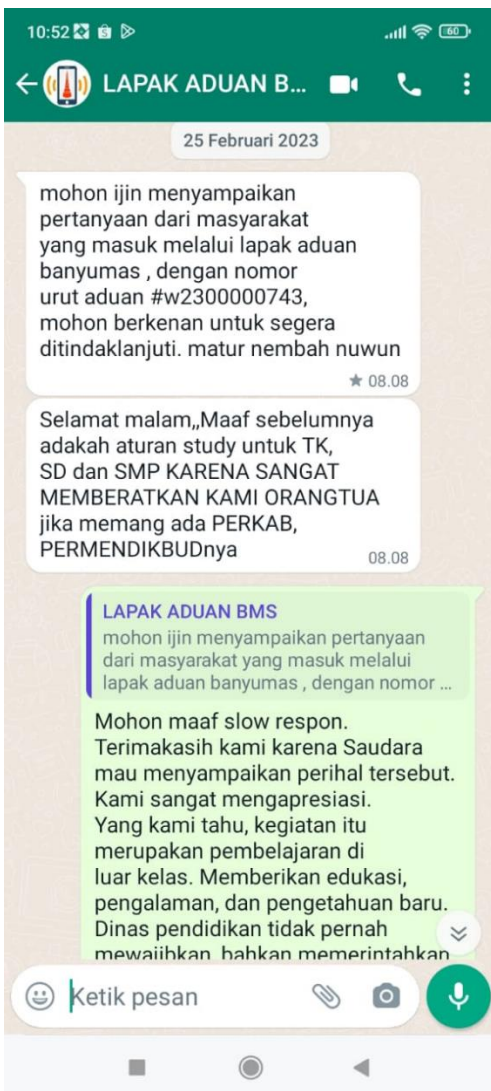 10:52
60
LAPAK ADUAN B...
25 Februari 2023
mohon ijin menyampaikan
pertanyaan dari masyarakat
yang masuk melalui lapak aduan
banyumas , dengan nomor
urut aduan #w2300000743,
mohon berkenan untuk segera
ditindaklanjuti. matur nembah nuwun
08.08
Selamat malam,,Maaf sebelumnya
adakah aturan study untuk TK,
SD dan SMP KARENA SANGAT
MEMBERATKAN KAMI ORANGTUA
jika memang ada PERKAB,
PERMENDIKBUDnya
08.08
LAPAK ADUAN BMS
mohon ijin menyampaikan pertanyaan
dari masyarakat yang masuk melalui
lapak aduan banyumas , dengan nomor ...
Mohon maaf slow respon.
Terimakasih kami karena Saudara
mau menyampaikan perihal tersebut.
Kami sangat mengapresiasi.
Yang kami tahu, kegiatan itu
merupakan pembelajaran di
luar kelas. Memberikan edukasi,
pengalaman, dan pengetahuan baru.
Dinas pendidikan tidak pernah
mewajibkan, bahkan memerintahkan
Ketik pesan